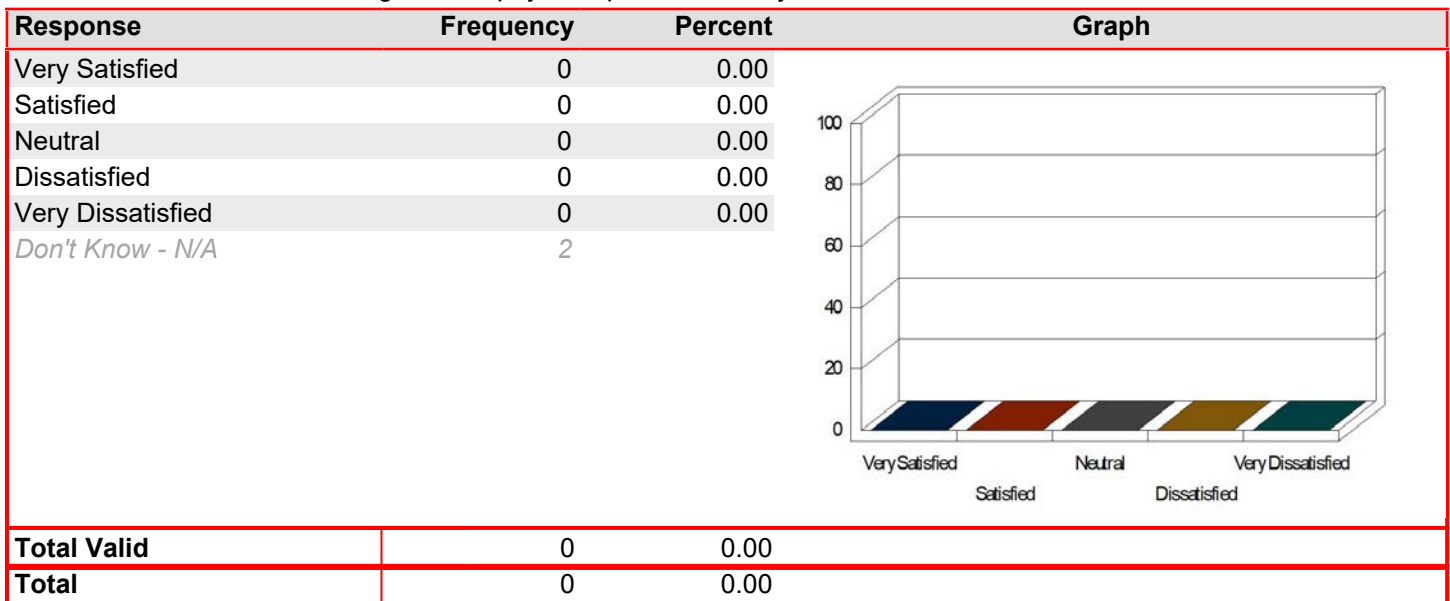 Response Frequency Percent Graph
Very Satisfied 0 0.00
Satisfied 0 0.00
Neutral 0 0.00
Dissatisfied 0 0.00
Very Dissatisfied 0 0.00
Don't Know - N/A 2
100
80
60
40
20
0
Very Satisfied Neutral Very Dissatisfied
Satisfied Dissatisfied
Total Valid 0 0.00
Total 0 0.00